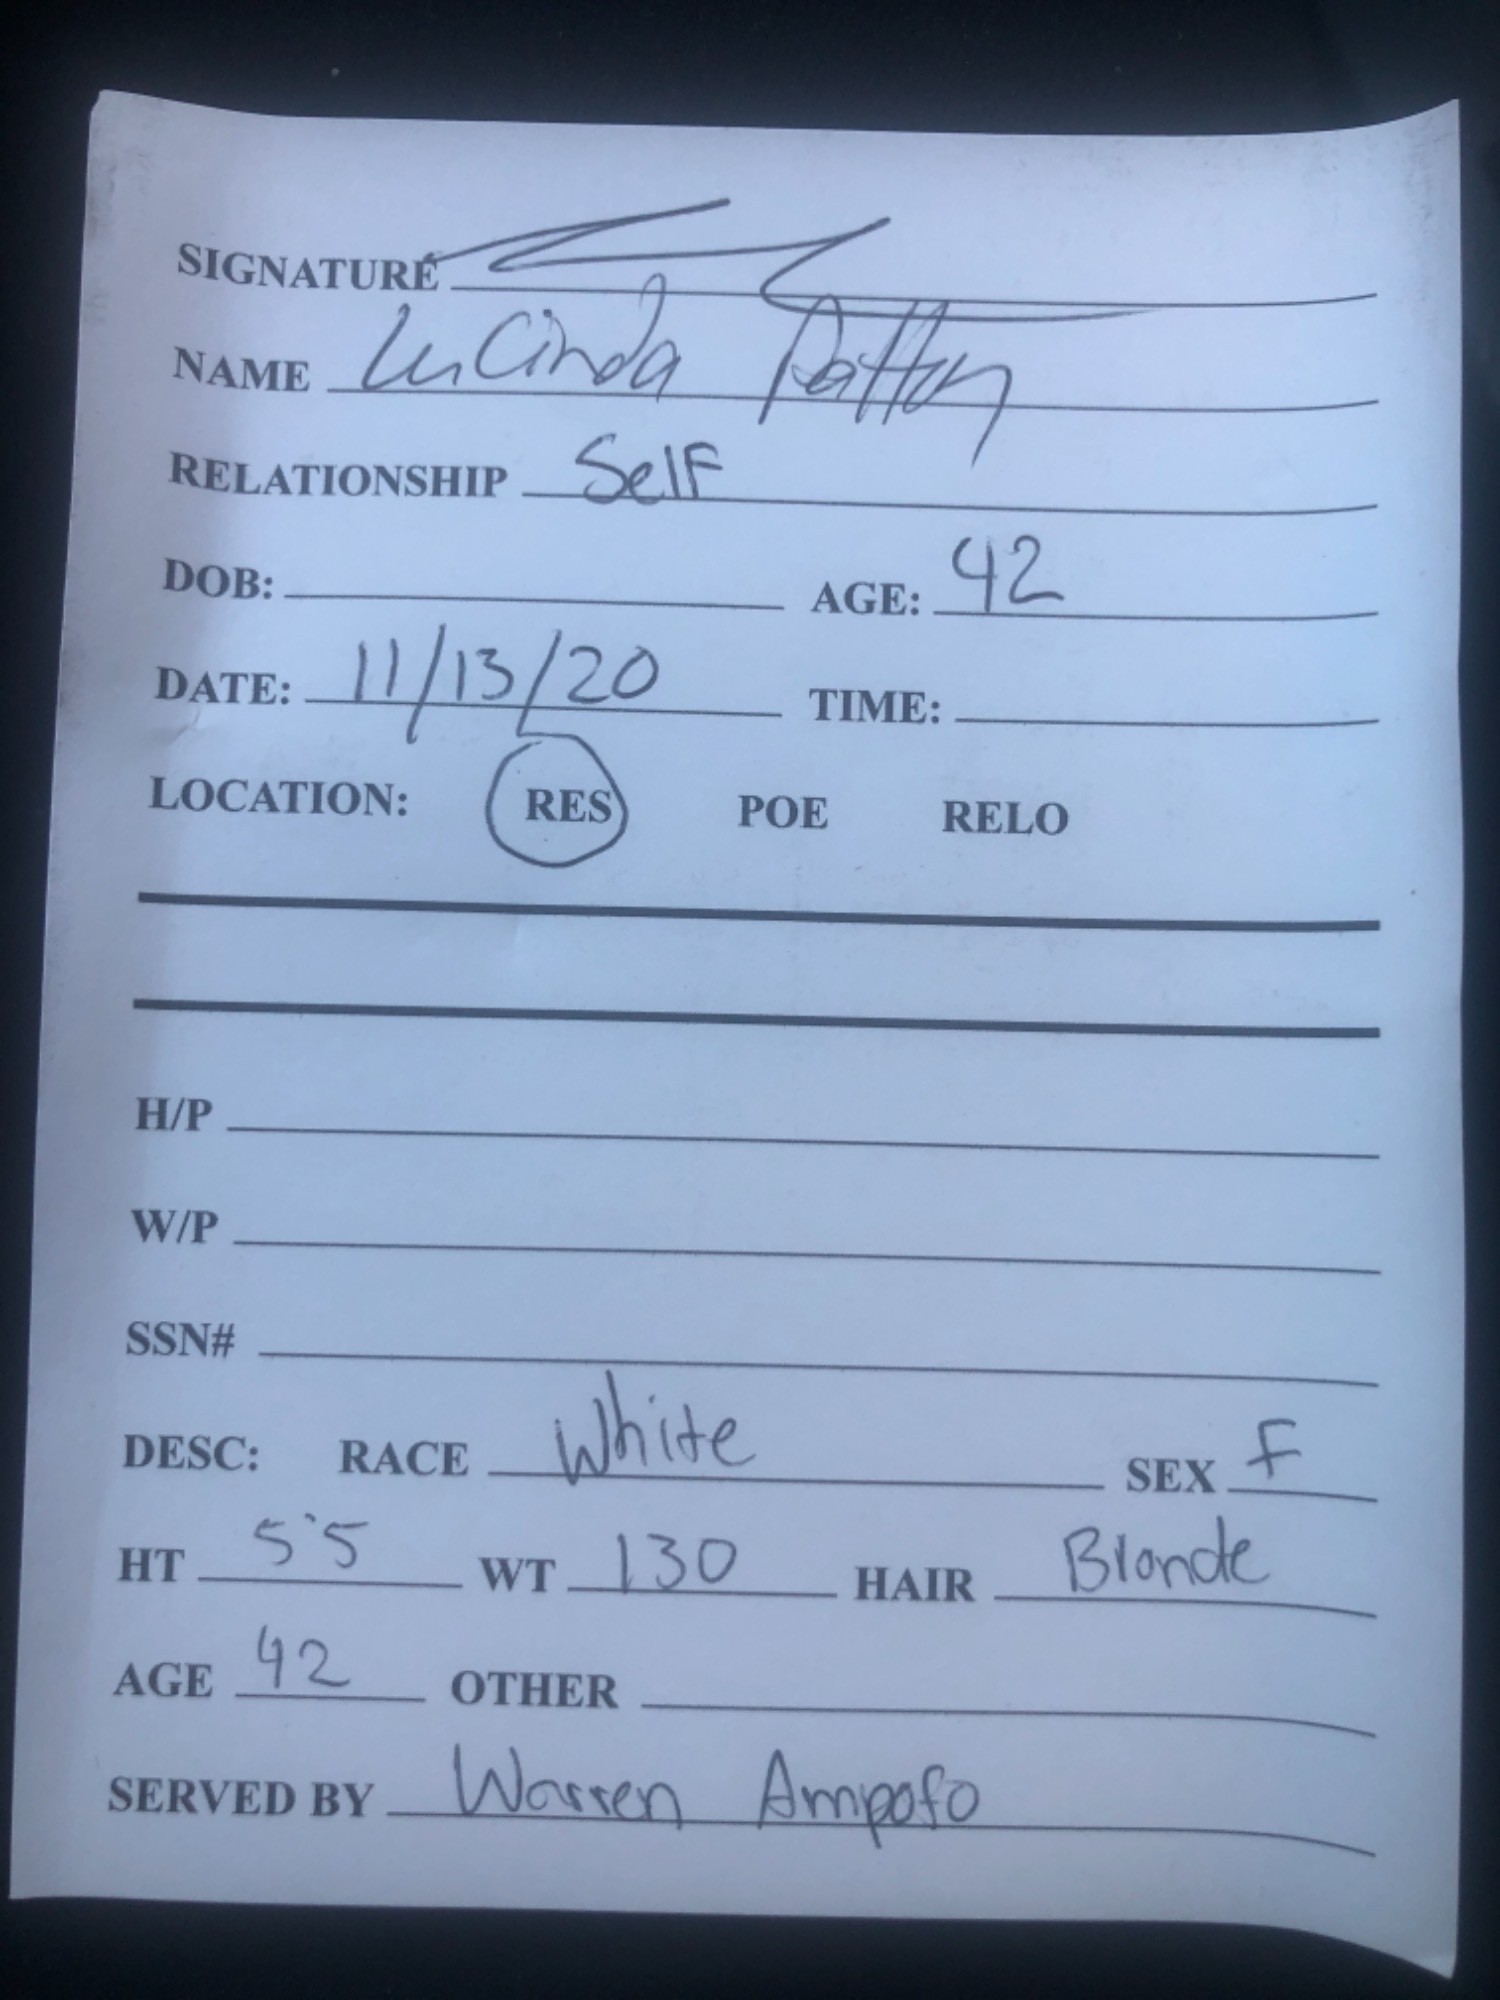 SIGNATURE
NAME LuCinda Patton
RELATIONSHIP Self
DOB: AGE: 42
DATE: 11/13/20 TIME:
LOCATION: RES POE RELO
H/P
W/P
SSN#
DESC: RACE White SEX F
HT 5'5 WT 130 HAIR Blonde
AGE 42 OTHER
SERVED BY Warren Ampofo